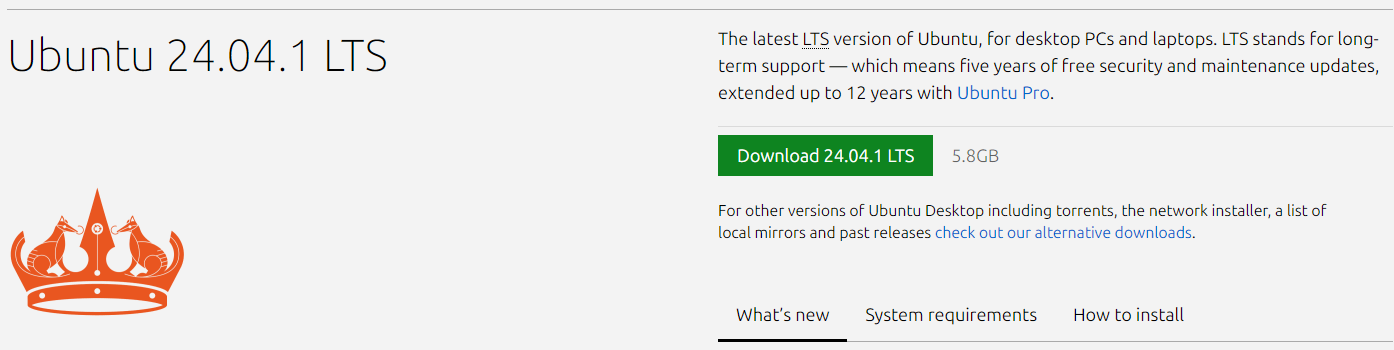 Ubuntu 24.04.1 LTS
The latest LTS version of Ubuntu, for desktop PCs and laptops. LTS stands for long-
term support — which means five years of free security and maintenance updates,
extended up to 12 years with Ubuntu Pro.
Download 24.04.1 LTS 5.8GB
For other versions of Ubuntu Desktop including torrents, the network installer, a list of
local mirrors and past releases check out our alternative downloads.
What's new System requirements How to install